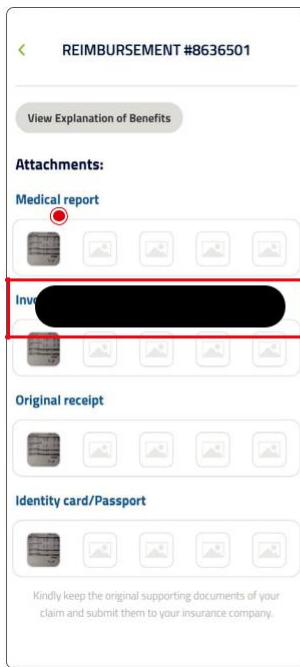 REIMBURSEMENT #8636501
View Explanation of Benefits
Attachments:
Medical report
Original receipt
Identity card/Passport
Kindly keep the original supporting documents of your
claim and submit them to your insurance company.